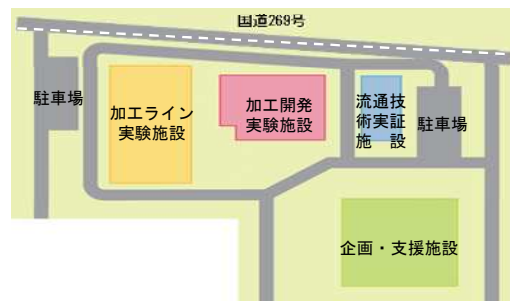 国道269号
駐車場
加工ライン
実験施設
加工開発
実験施設
流通技
術実証
施　設
駐車場
企画・支援施設